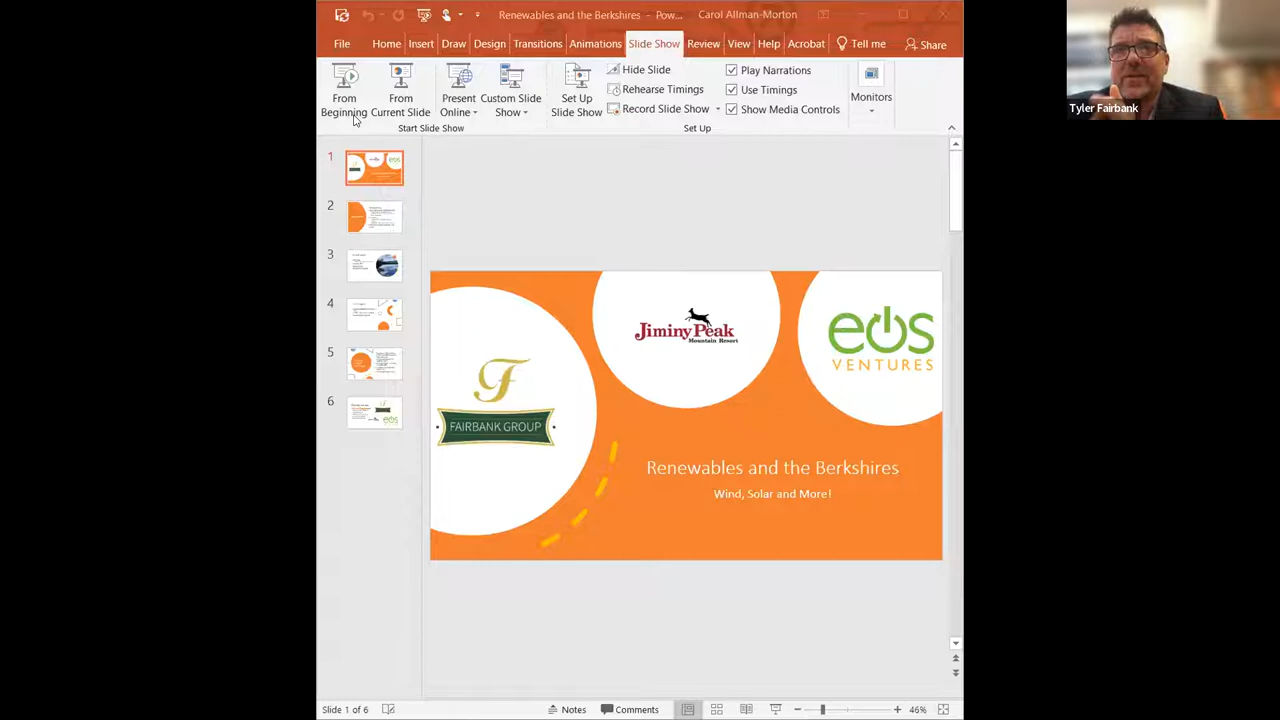 Renewables and the Berkshires - Pow... Carol Allman-Morton
File Home Insert Draw Design Transitions Animations Slide Show Review View Help Acrobat Tell me Share
From Beginning
From Current Slide
Present Online
Custom Slide Show
Set Up Slide Show
Hide Slide
Rehearse Timings
Record Slide Show
Play Narrations
Use Timings
Show Media Controls
Monitors
Start Slide Show
Set Up
Tyler Fairbank
1
2
3
4
5
6
Jiminy Peak
Mountain Resort
eos
VENTURES
F
FAIRBANK GROUP
Renewables and the Berkshires
Wind, Solar and More!
Slide 1 of 6 Notes Comments 46%